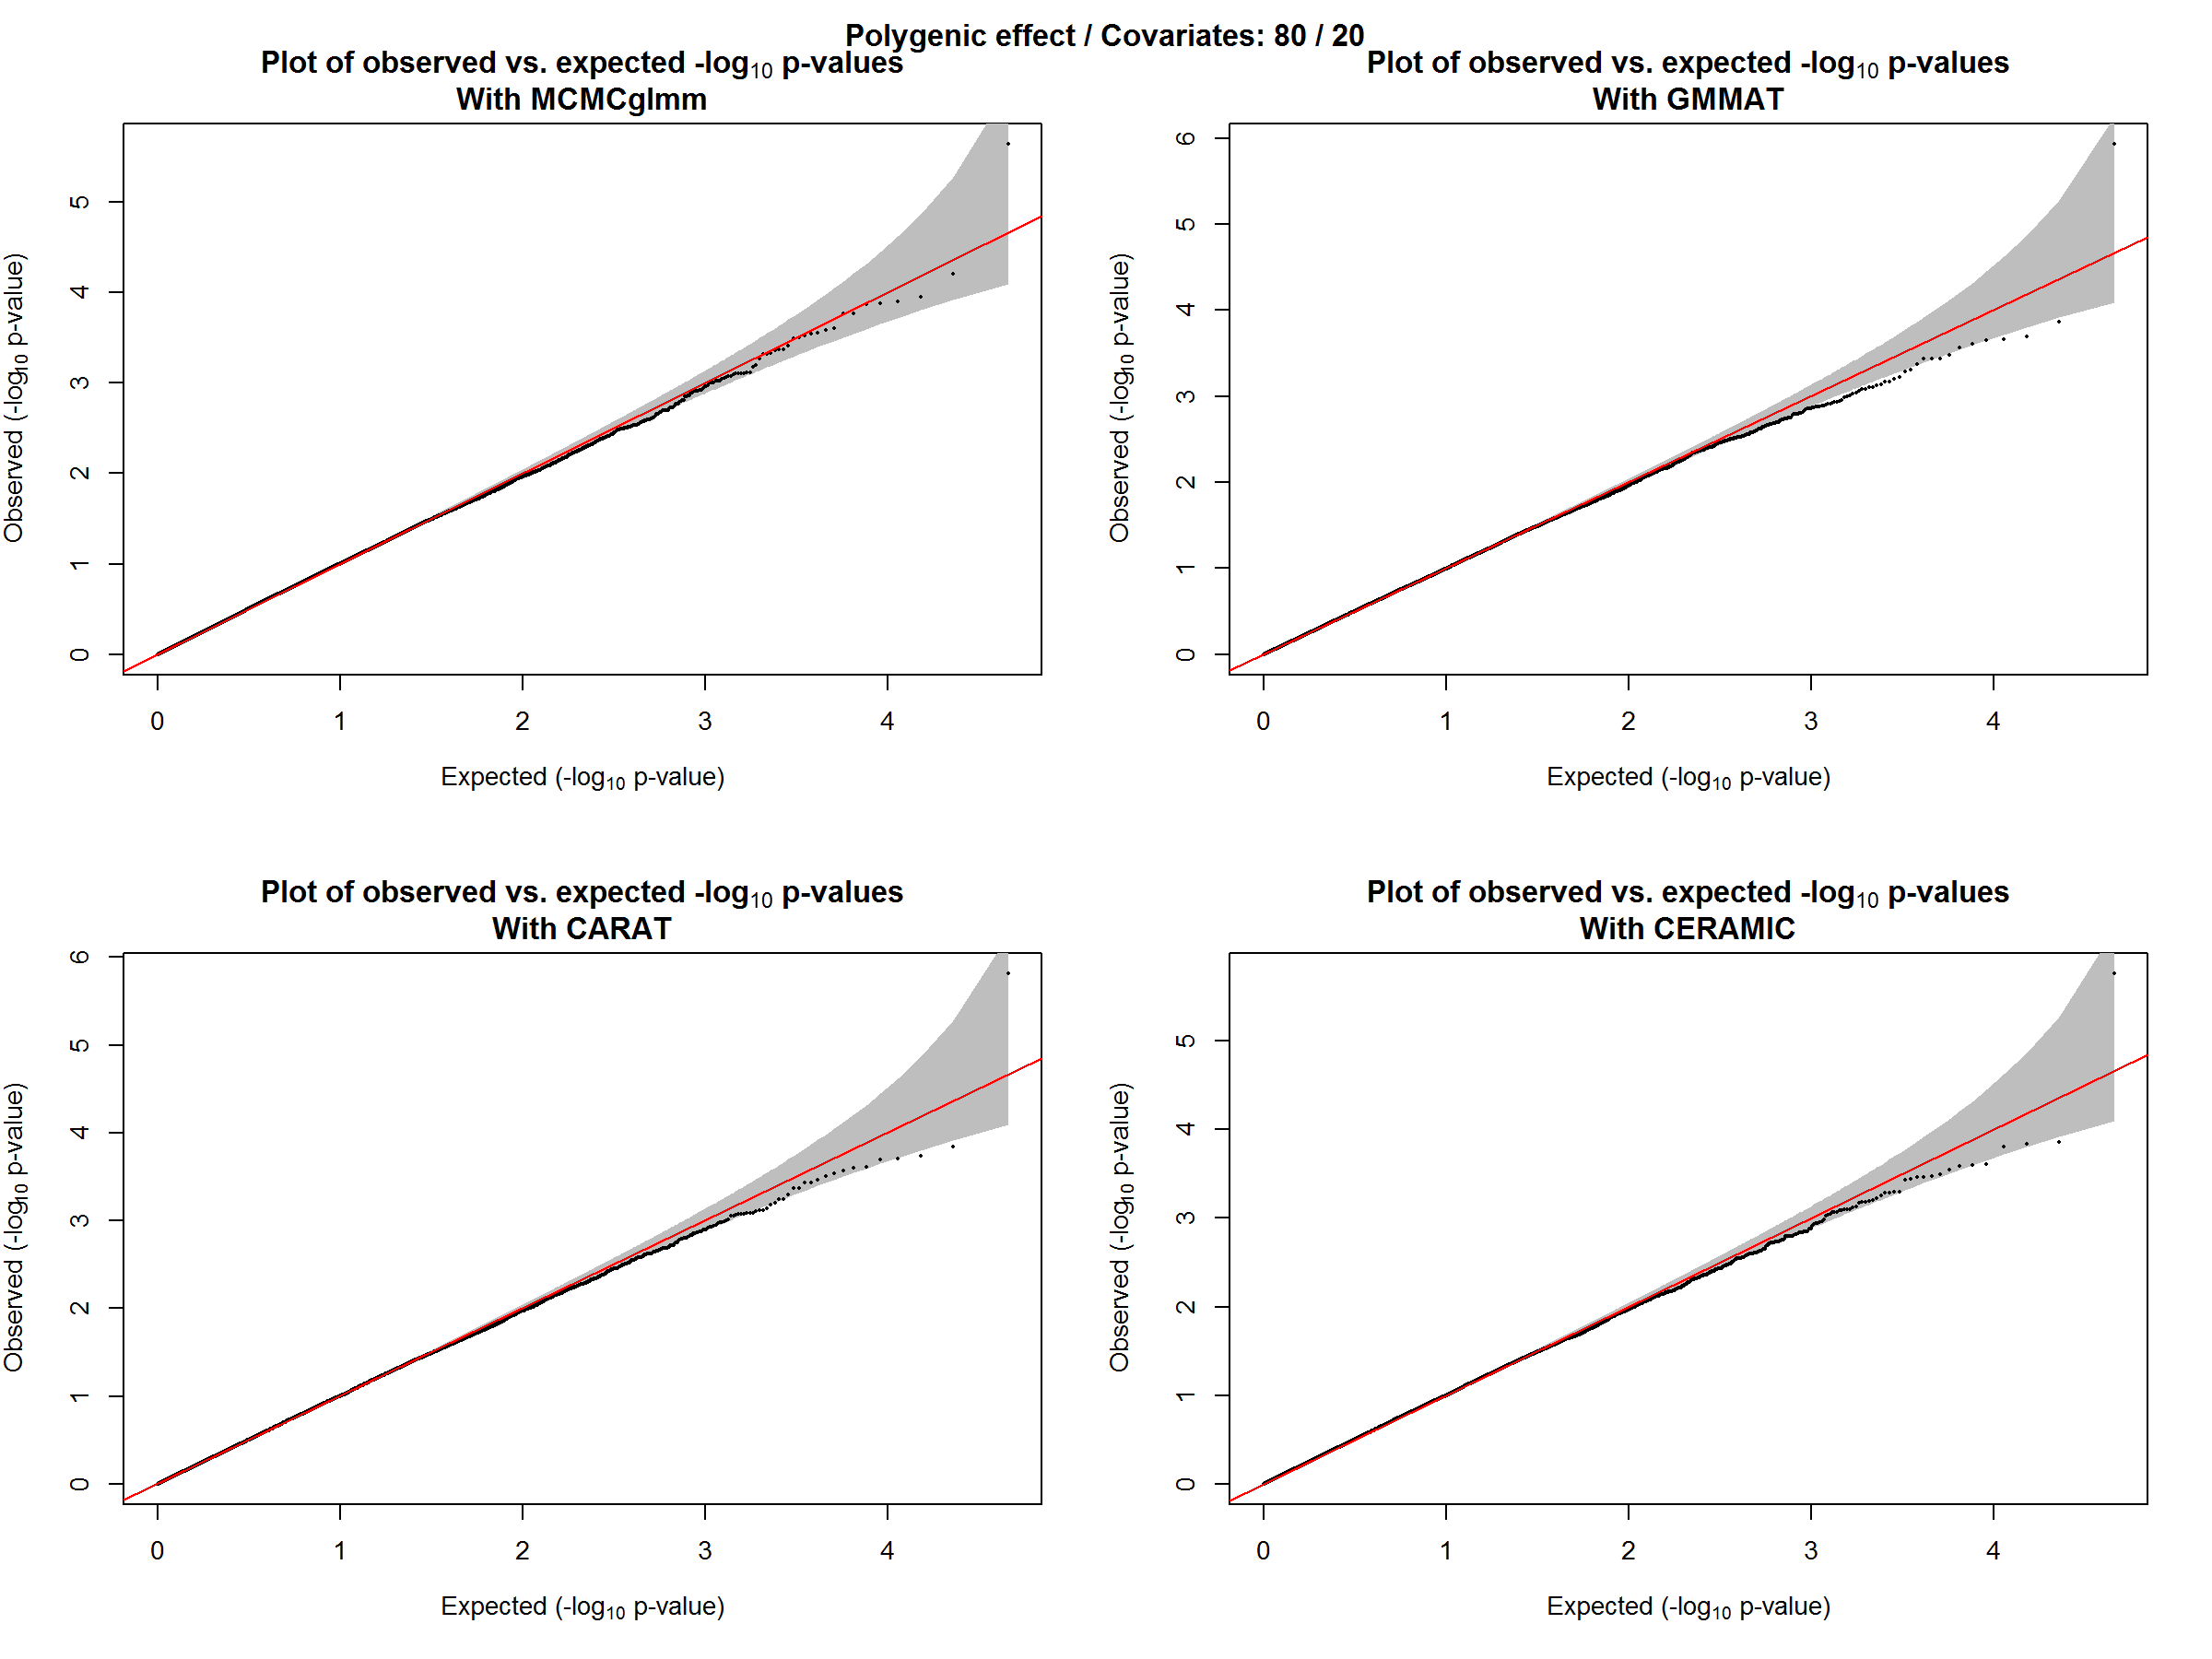 Polygenic effect / Covariates: 80 / 20
Plot of observed vs. expected -log10 p-values
With MCMCglmm
Observed (-log10 p-value)
0 1 2 3 4 5
0 1 2 3 4
Expected (-log10 p-value)
Plot of observed vs. expected -log10 p-values
With GMMAT
Observed (-log10 p-value)
0 1 2 3 4 5 6
0 1 2 3 4
Expected (-log10 p-value)
Plot of observed vs. expected -log10 p-values
With CARAT
Observed (-log10 p-value)
0 1 2 3 4 5 6
0 1 2 3 4
Expected (-log10 p-value)
Plot of observed vs. expected -log10 p-values
With CERAMIC
Observed (-log10 p-value)
0 1 2 3 4 5
0 1 2 3 4
Expected (-log10 p-value)